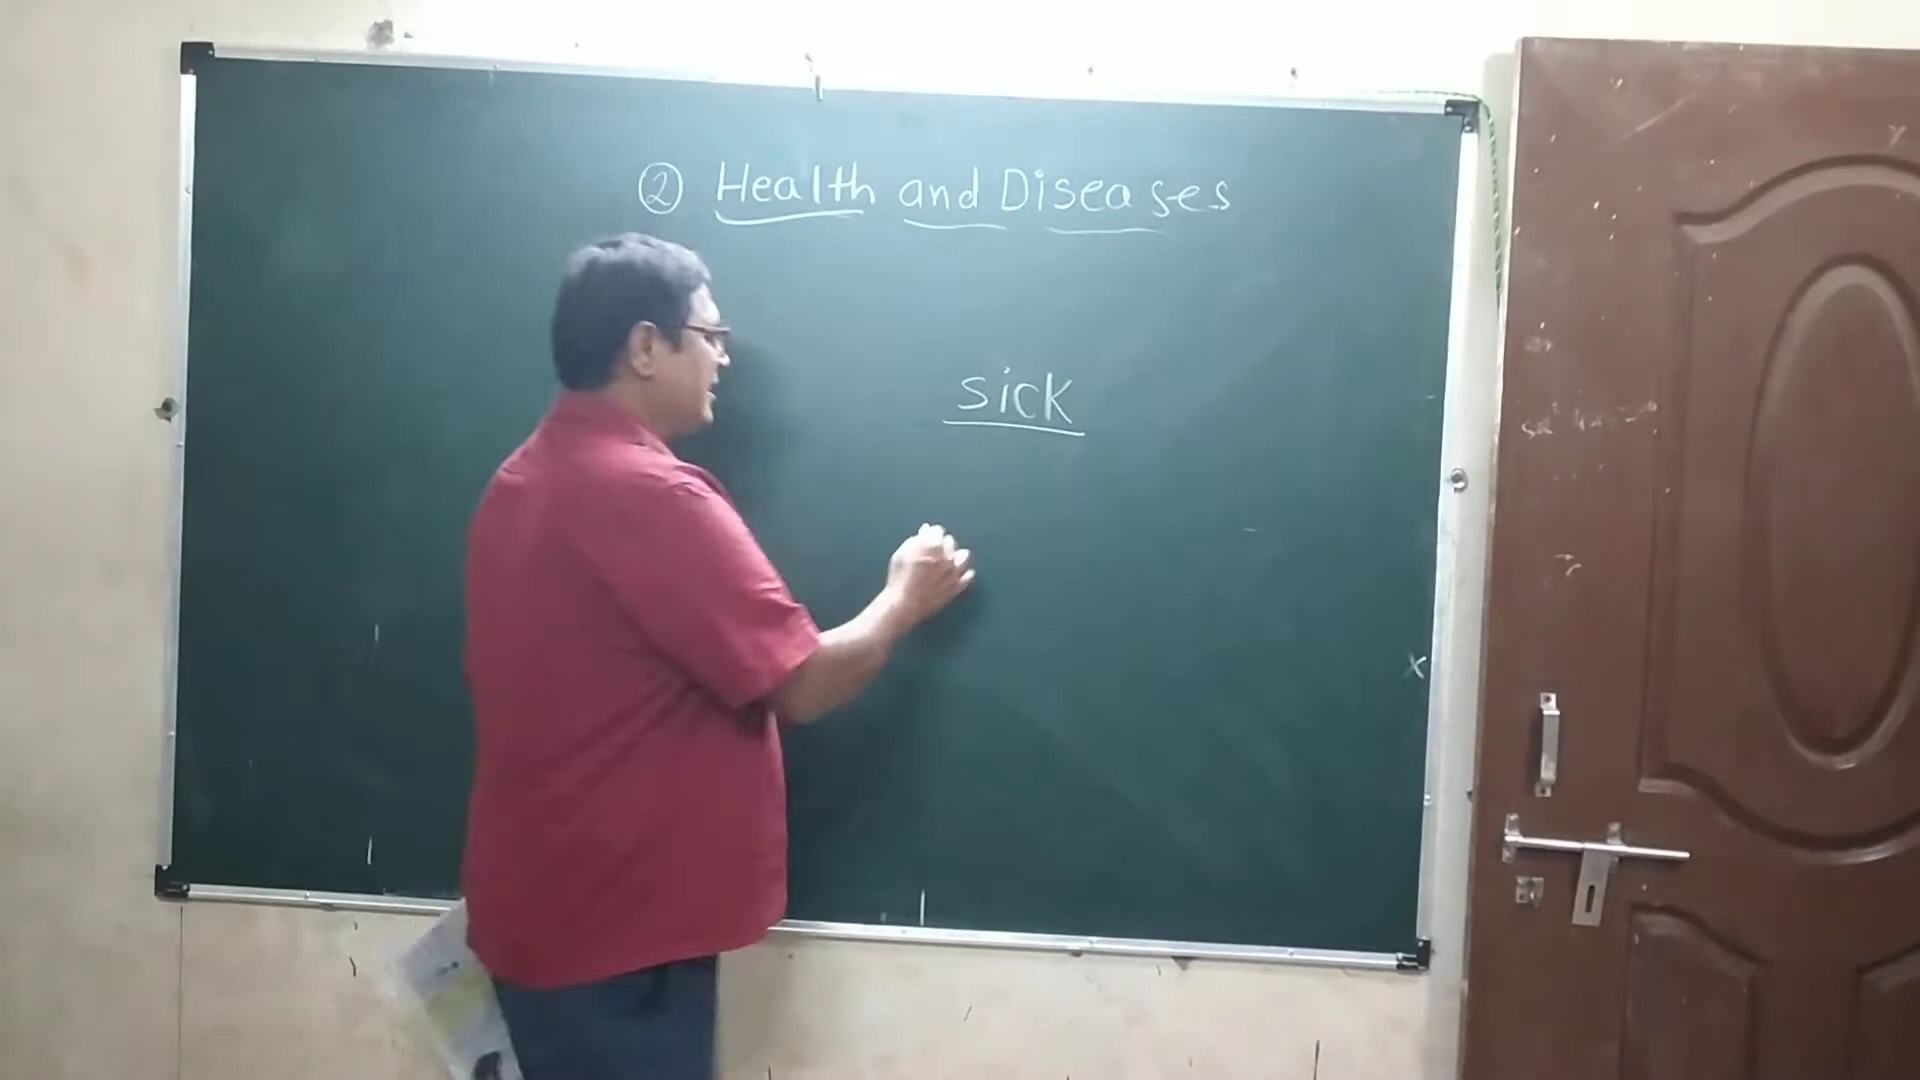 ② Health and Diseases
sick
x